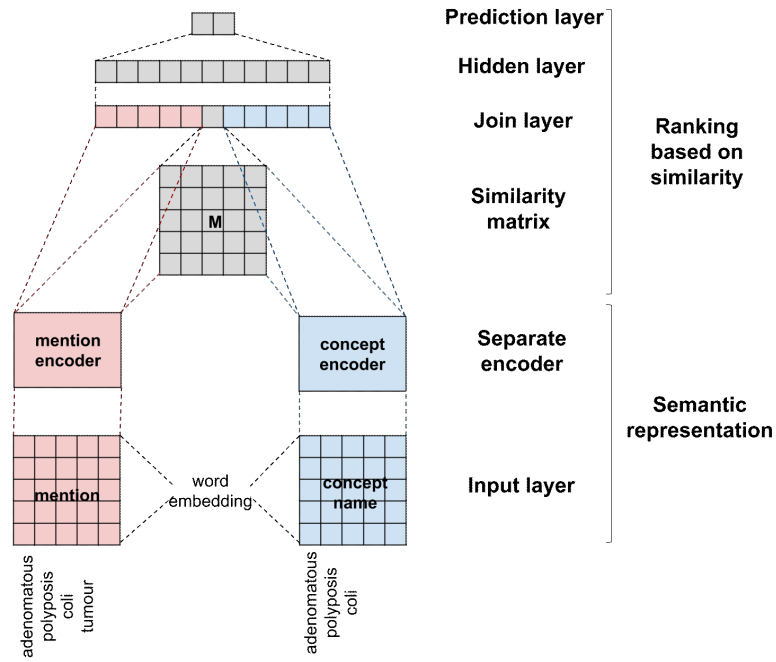 Prediction layer
Hidden layer
Join layer
Ranking
based on
similarity
Similarity
matrix
M
mention
encoder
concept
encoder
Separate
encoder
Semantic
representation
mention
word
embedding
concept
name
Input layer
adenomatous
polyposis
coli
tumour
adenomatous
polyposis
coli